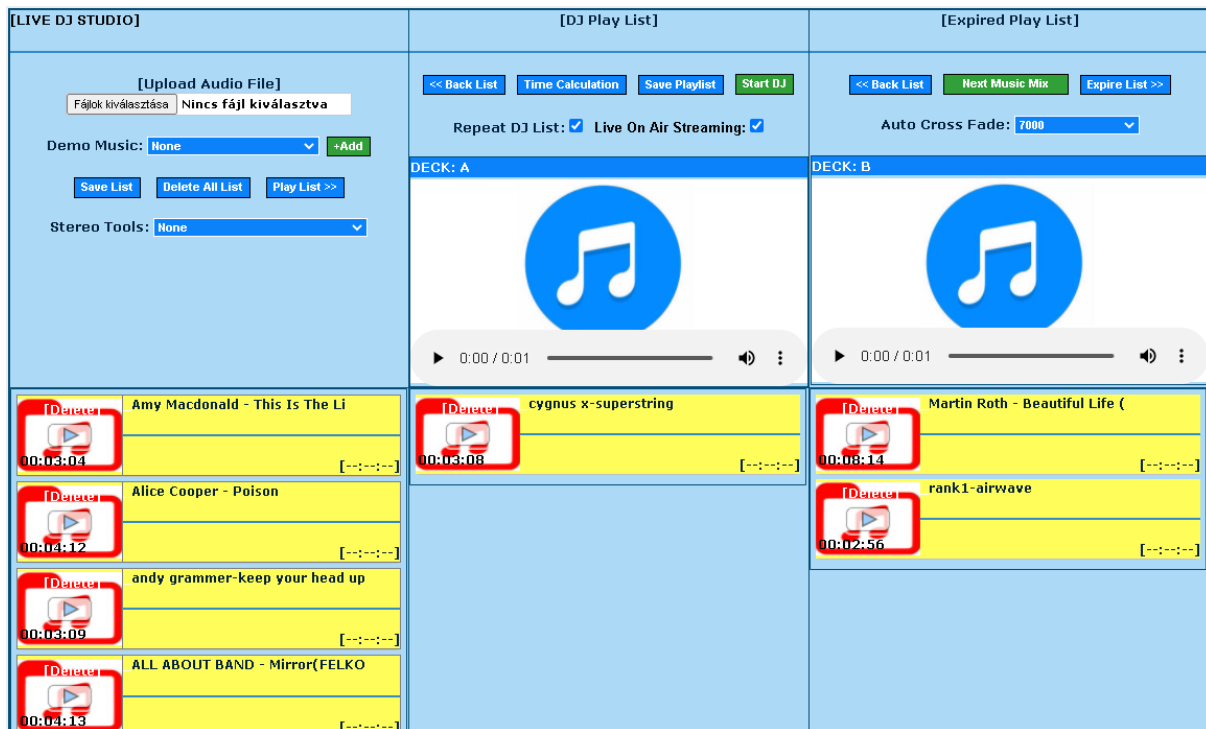 [LIVE DJ STUDIO]
[Upload Audio File]
Fájlok kiválasztása Nincs fájl kiválasztva
Demo Music: None +Add
Save List Delete All List Play List >>
Stereo Tools: None
[Delete] Amy Macdonald - This Is The Li
00:03:04 [--:--:--]
[Delete] Alice Cooper - Poison
00:04:12 [--:--:--]
[Delete] andy grammer-keep your head up
00:03:09 [--:--:--]
[Delete] ALL ABOUT BAND - Mirror(FELKO
00:04:13 [--:--:--]
[DJ Play List]
<< Back List Time Calculation Save Playlist Start DJ
Repeat DJ List: Live On Air Streaming:
DECK: A
0:00 / 0:01
[Delete] cygnus x-superstring
00:03:08 [--:--:--]
[Expired Play List]
<< Back List Next Music Mix Expire List >>
Auto Cross Fade: 7000
DECK: B
0:00 / 0:01
[Delete] Martin Roth - Beautiful Life (
00:08:14 [--:--:--]
[Delete] rank1-airwave
00:02:56 [--:--:--]